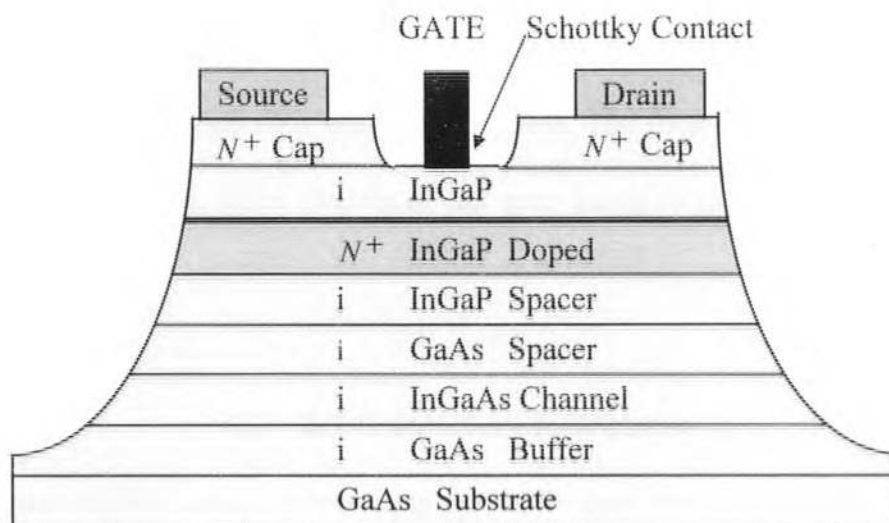 GATE Schottky Contact
Source Drain
N+ Cap N+ Cap
i InGaP
N+ InGaP Doped
i InGaP Spacer
i GaAs Spacer
i InGaAs Channel
i GaAs Buffer
GaAs Substrate